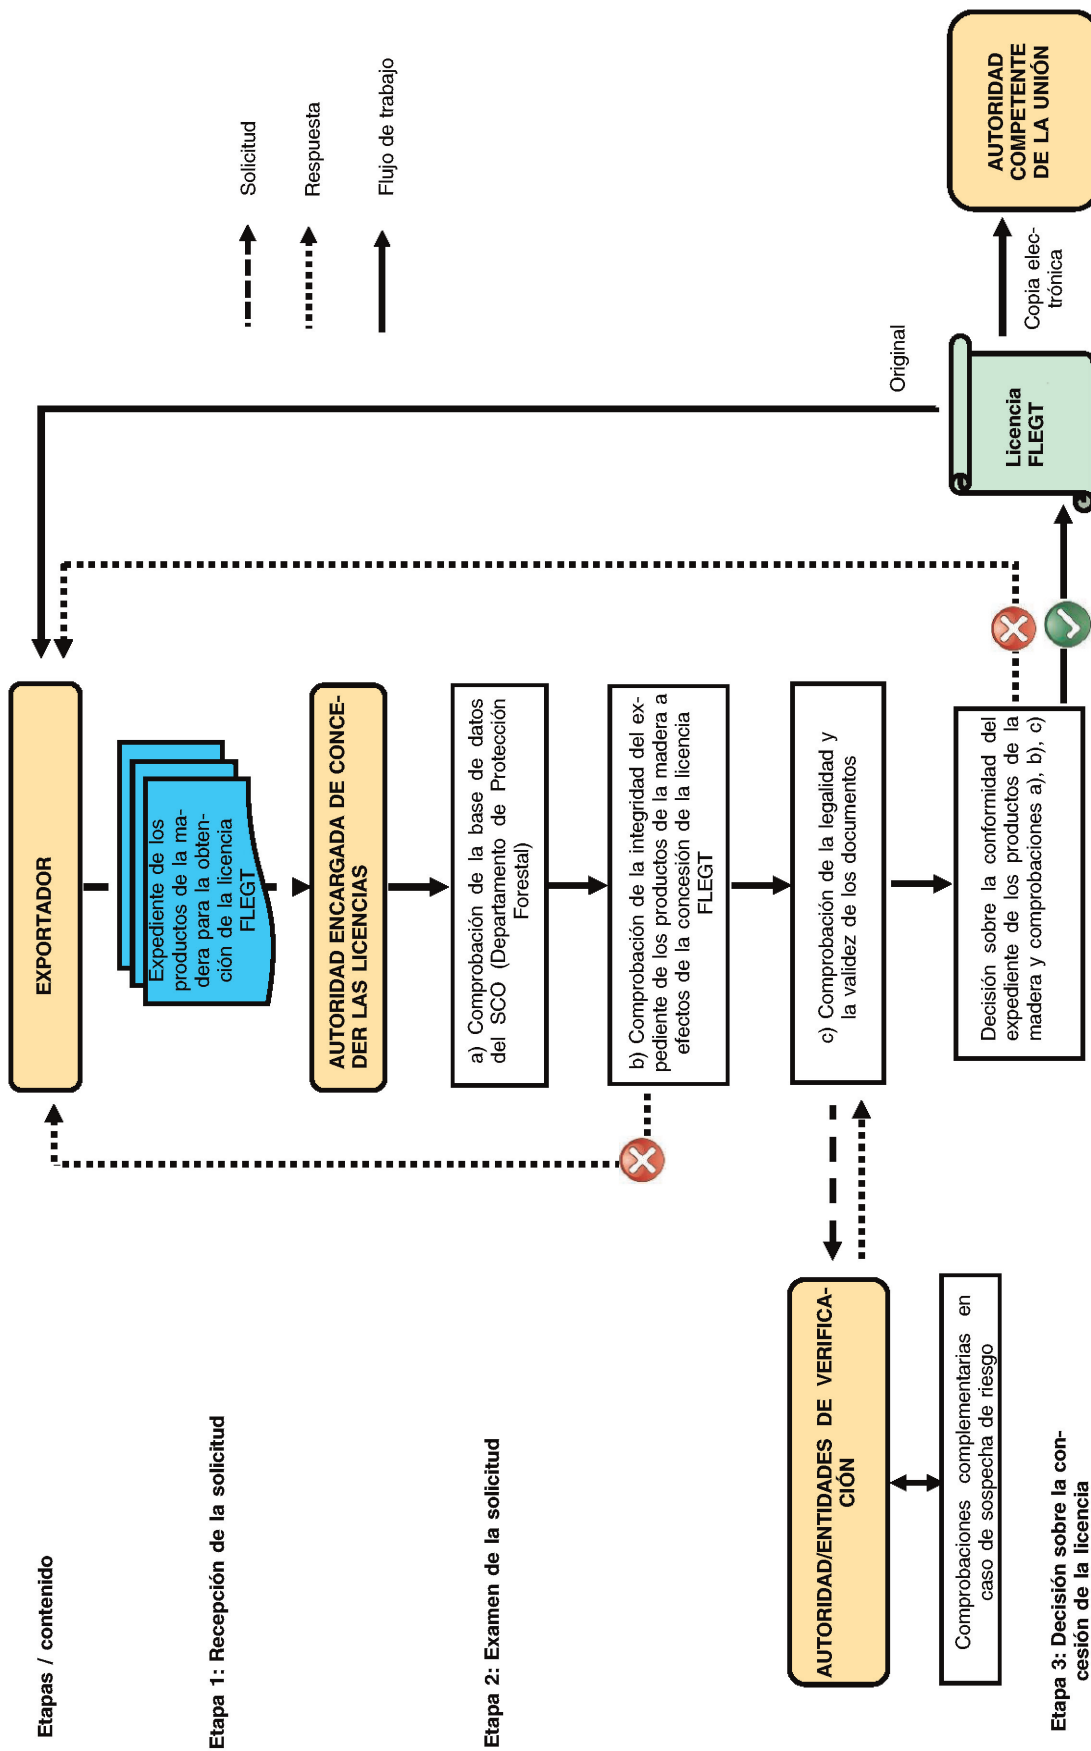 Etapas / contenido
EXPORTADOR
Etapa 1: Recepción de la solicitud
Expediente de los
productos de la ma-
dera para la obten-
ción de la licencia
FLEGT
AUTORIDAD ENCARGADA DE CONCE-
DER LAS LICENCIAS
Etapa 2: Examen de la solicitud
a) Comprobación de la base de datos
del SCO (Departamento de Protección
Forestal)
b) Comprobación de la integridad del ex-
pediente de los productos de la madera a
efectos de la concesión de la licencia
FLEGT
AUTORIDAD/ENTIDADES DE VERIFICA-
CIÓN
c) Comprobación de la legalidad y
la validez de los documentos
Comprobaciones complementarias en
caso de sospecha de riesgo
Etapa 3: Decisión sobre la con-
cesión de la licencia
Decisión sobre la conformidad del
expediente de los productos de la
madera y comprobaciones a), b), c)
Solicitud
Respuesta
Flujo de trabajo
Original
Licencia
FLEGT
Copia elec-
trónica
AUTORIDAD
COMPETENTE
DE LA UNIÓN